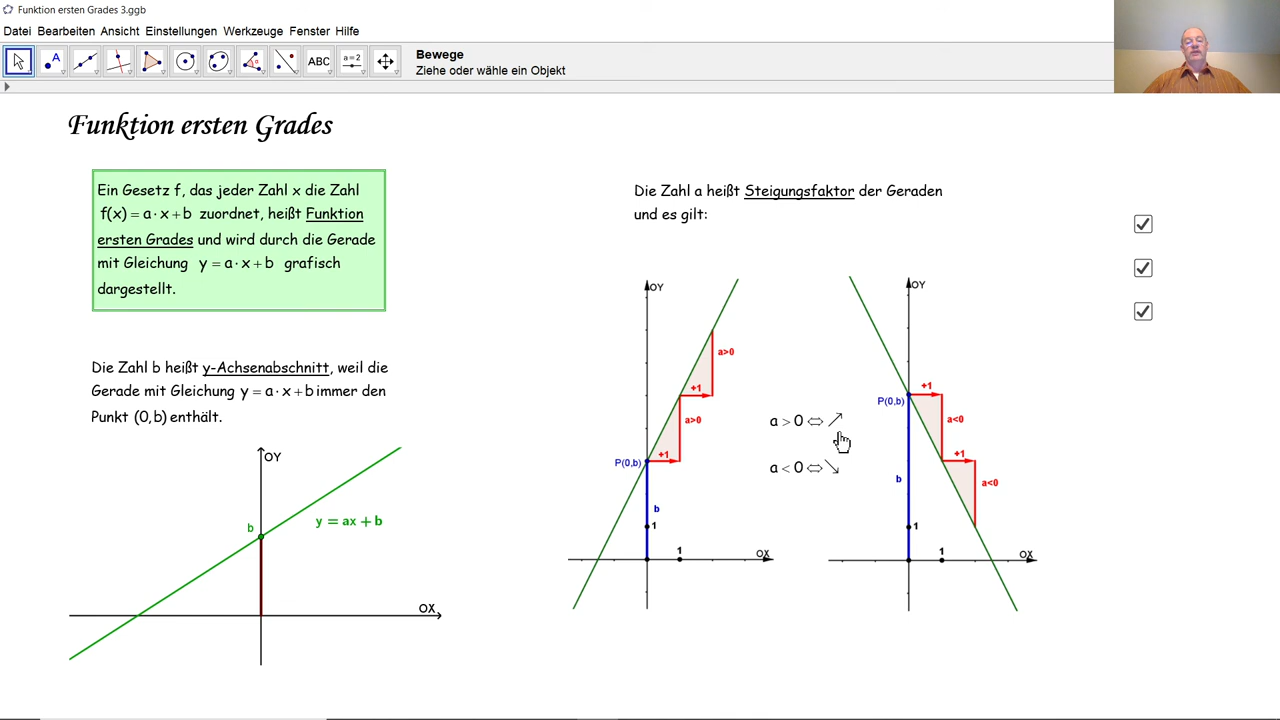 Funktion ersten Grades 3.ggb
Datei Bearbeiten Ansicht Einstellungen Werkzeuge Fenster Hilfe
A
ABC
a=2
Bewege
Ziehe oder wähle ein Objekt
Funktion ersten Grades
Ein Gesetz f, das jeder Zahl x die Zahl
f(x) = a·x+b zuordnet, heißt Funktion
ersten Grades und wird durch die Gerade
mit Gleichung y = a·x+b grafisch
dargestellt.
Die Zahl b heißt y-Achsenabschnitt, weil die
Gerade mit Gleichung y = a·x+b immer den
Punkt (0,b) enthält.
OY
b
y = ax + b
OX
Die Zahl a heißt Steigungsfaktor der Geraden
und es gilt:
OY
a>0
+1
a>0
+1
P(0,b)
b
1
1
OX
a > 0 ⇔ ↗
a < 0 ⇔ ↘
OY
+1
P(0,b)
a<0
+1
b
a<0
1
1
OX